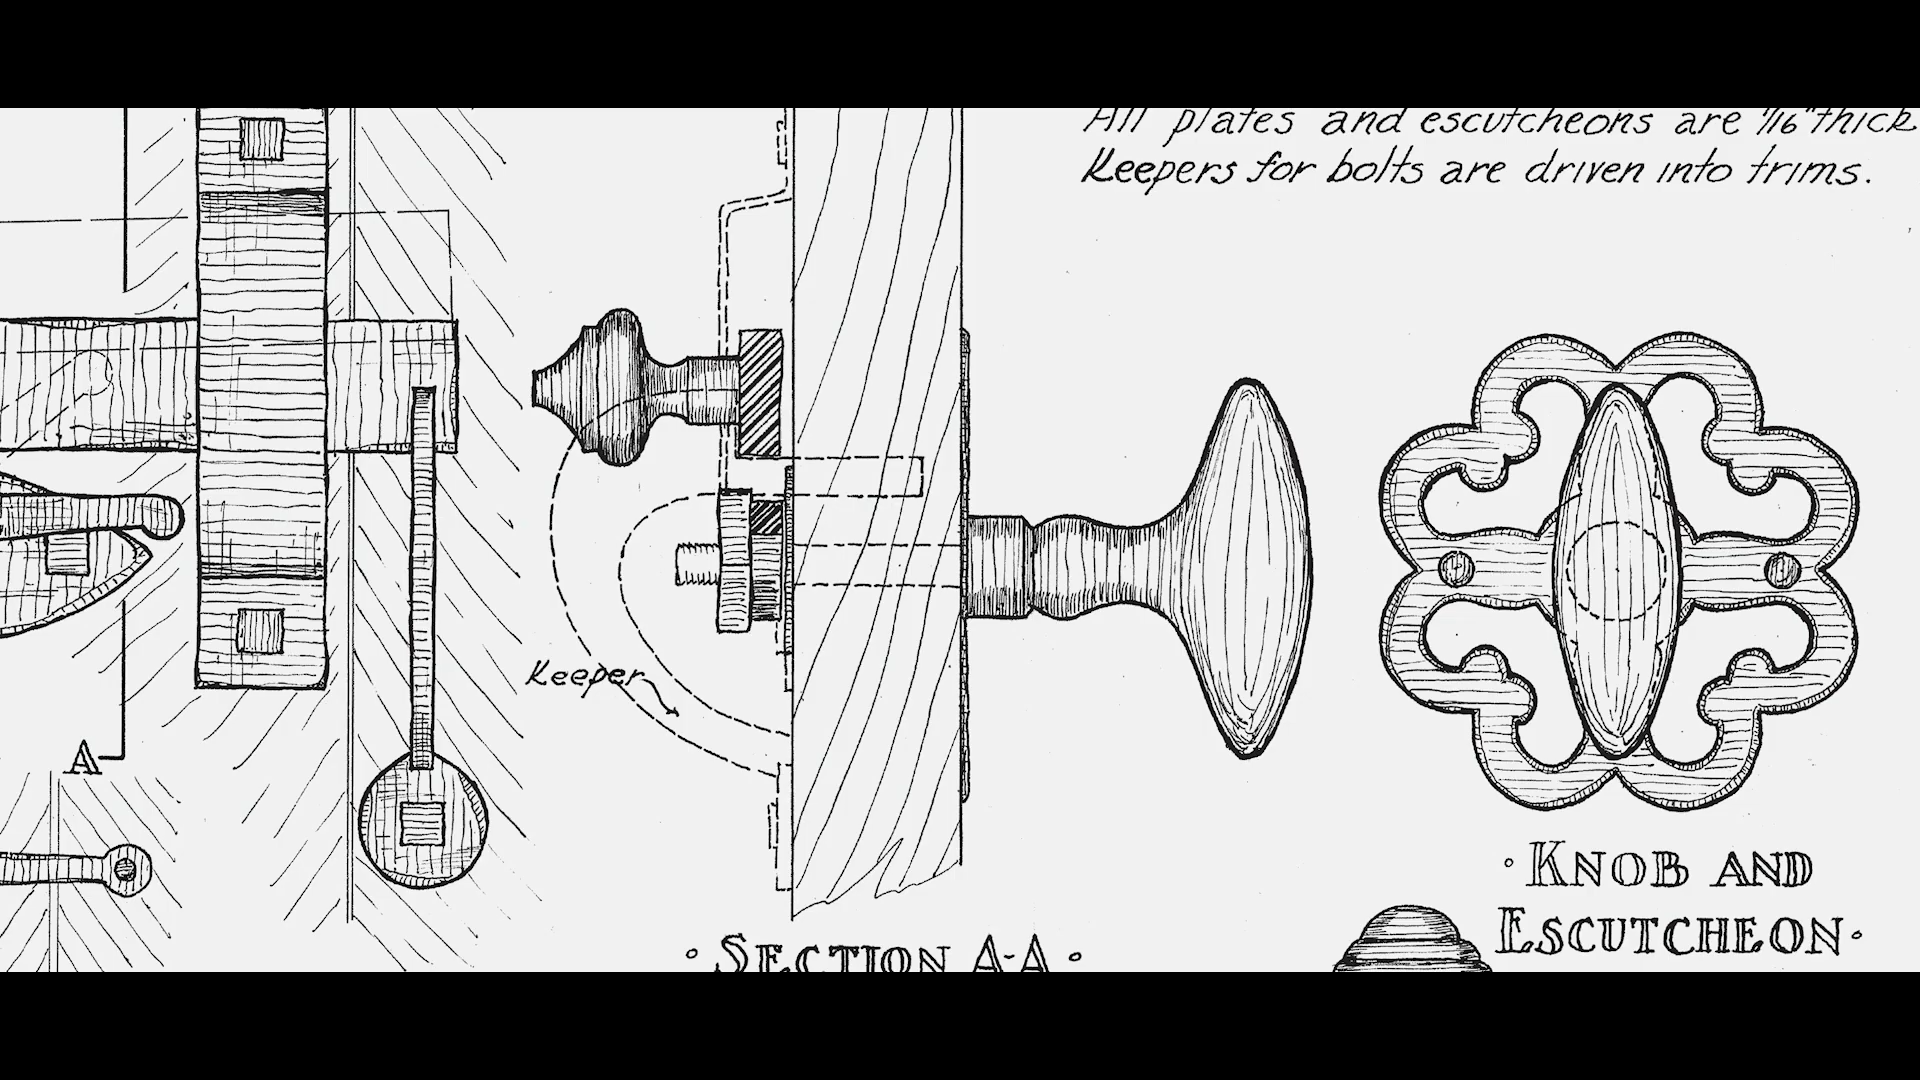 All plates and escutcheons are 1/16" thick
Keepers for bolts are driven into trims.
Keeper
A
· KNOB AND
ESCUTCHEON ·
· SECTION A-A ·